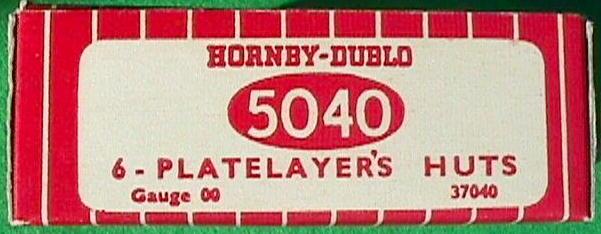 HORNBY-DUBLO
5040
6 - PLATELAYER'S HUTS
Gauge 00 37040